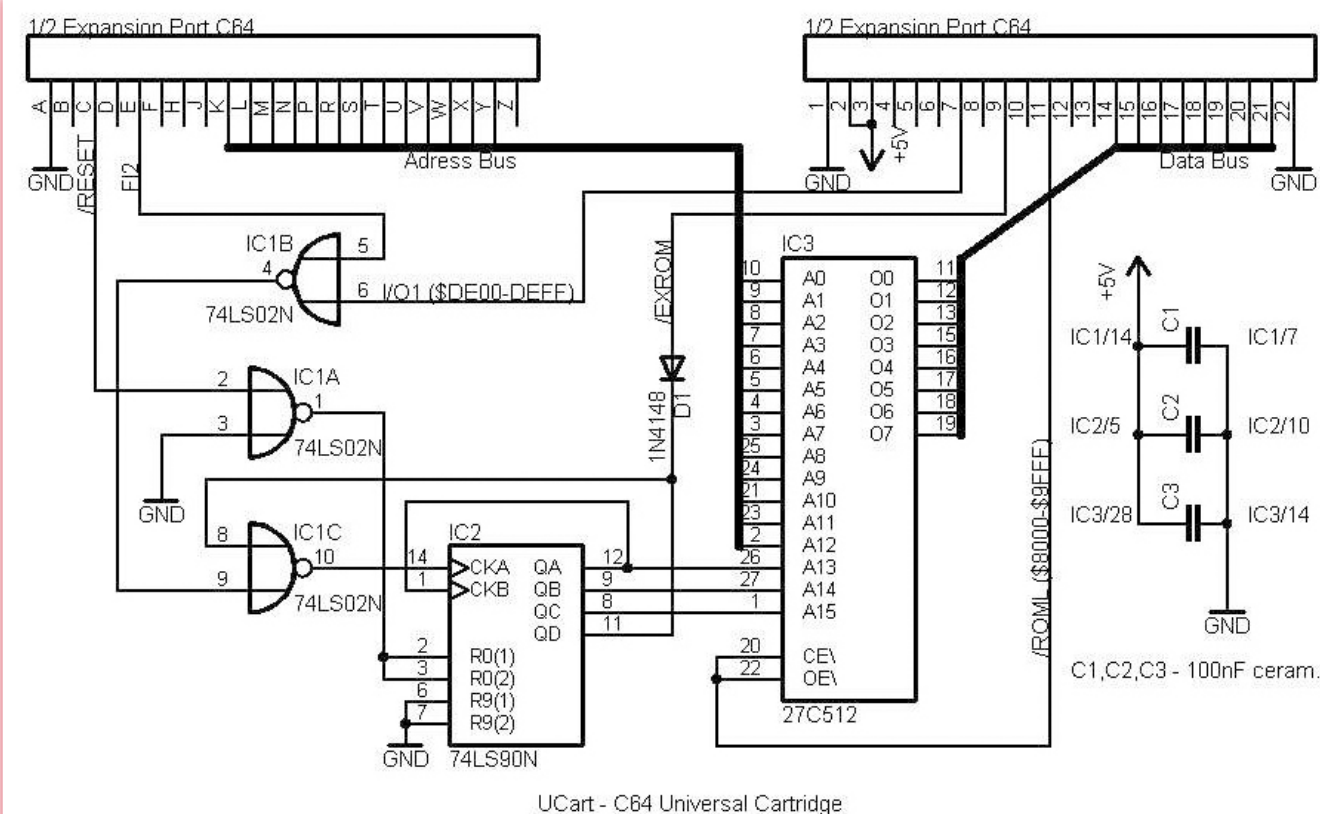 1/2 Expansion Port C64
1/2 Expansion Port C64
A B C D E F H J K L M N P R S T U V W X Y Z
1 2 3 4 5 6 7 8 9 10 11 12 13 14 15 16 17 18 19 20 21 22
GND
/RESET
FI2
Adress Bus
GND
+5V
Data Bus
GND
IC1B
4
5
6
74LS02N
I/O1 ($DE00-DEFF)
/EXROM
IC1A
2
3
1
74LS02N
GND
1N4148
D1
IC1C
8
9
10
74LS02N
IC2
14 CKA QA 12
1 CKB QB 9
QC 8
QD 11
2 R0(1)
3 R0(2)
6 R9(1)
7 R9(2)
GND
74LS90N
IC3
10 A0 O0 11
9 A1 O1 12
8 A2 O2 13
7 A3 O3 15
6 A4 O4 16
5 A5 O5 17
4 A6 O6 18
3 A7 O7 19
25 A8
24 A9
21 A10
23 A11
2 A12
26 A13
27 A14
1 A15
20 CE\
22 OE\
27C512
/ROML ($8000-$9FFF)
+5V
IC1/14 C1 IC1/7
IC2/5 C2 IC2/10
IC3/28 C3 IC3/14
GND
C1,C2,C3 - 100nF ceram.
UCart - C64 Universal Cartridge